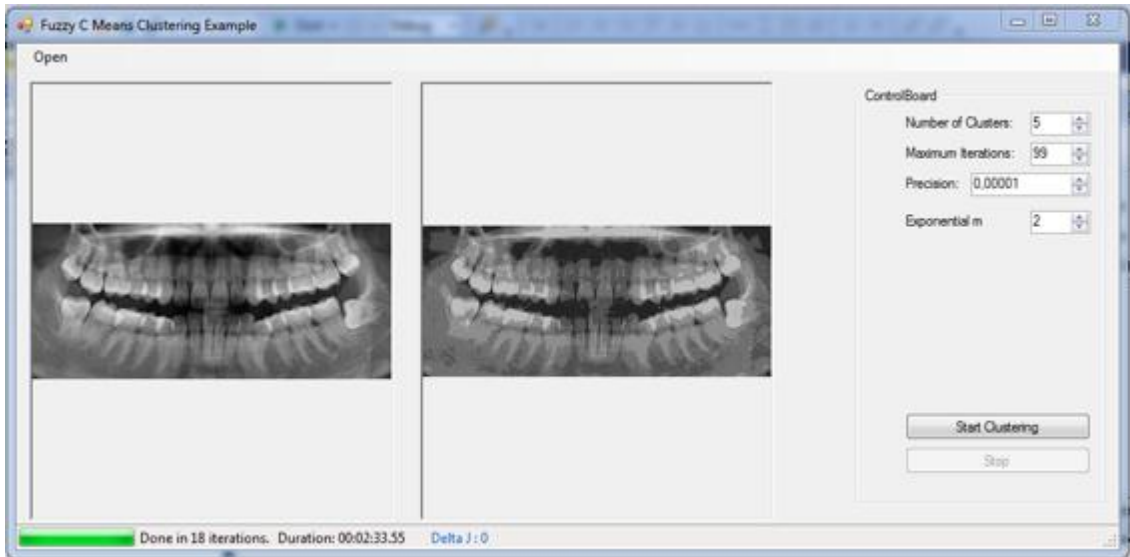 Fuzzy C Means Clustering Example
Open
ControlBoard
Number of Clusters: 5
Maximum Iterations: 99
Precision: 0,00001
Exponential m 2
Start Clustering
Stop
Done in 18 iterations. Duration: 00:02:33.55 Delta J : 0